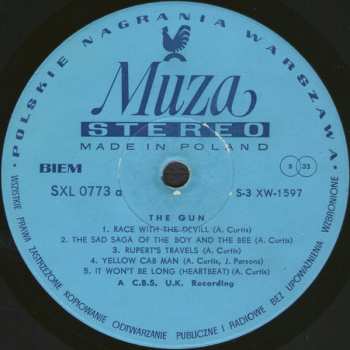 POLSKIE NAGRANIA WARSZAWA
Muza
STEREO
MADE IN POLAND
BIEM
S 33
SXL 0773 a
S-3 XW-1597
THE GUN
1. RACE WITH THE DEVILL (A. Curtis)
2. THE SAD SAGA OF THE BOY AND THE BEE (A. Curtis)
3. RUPERT'S TRAVELS (A. Curtis)
4. YELLOW CAB MAN (A. Curtis, J. Parsons)
5. IT WON'T BE LONG (HEARTBEAT) (A. Curtis)
A C.B.S. U.K. Recording
• WSZYSTKIE PRAWA ZASTRZEŻONE KOPIOWANIE ODTWARZANIE PUBLICZNE I RADIOWE BEZ UPOWAŻNIENIA WZBRONIONE •